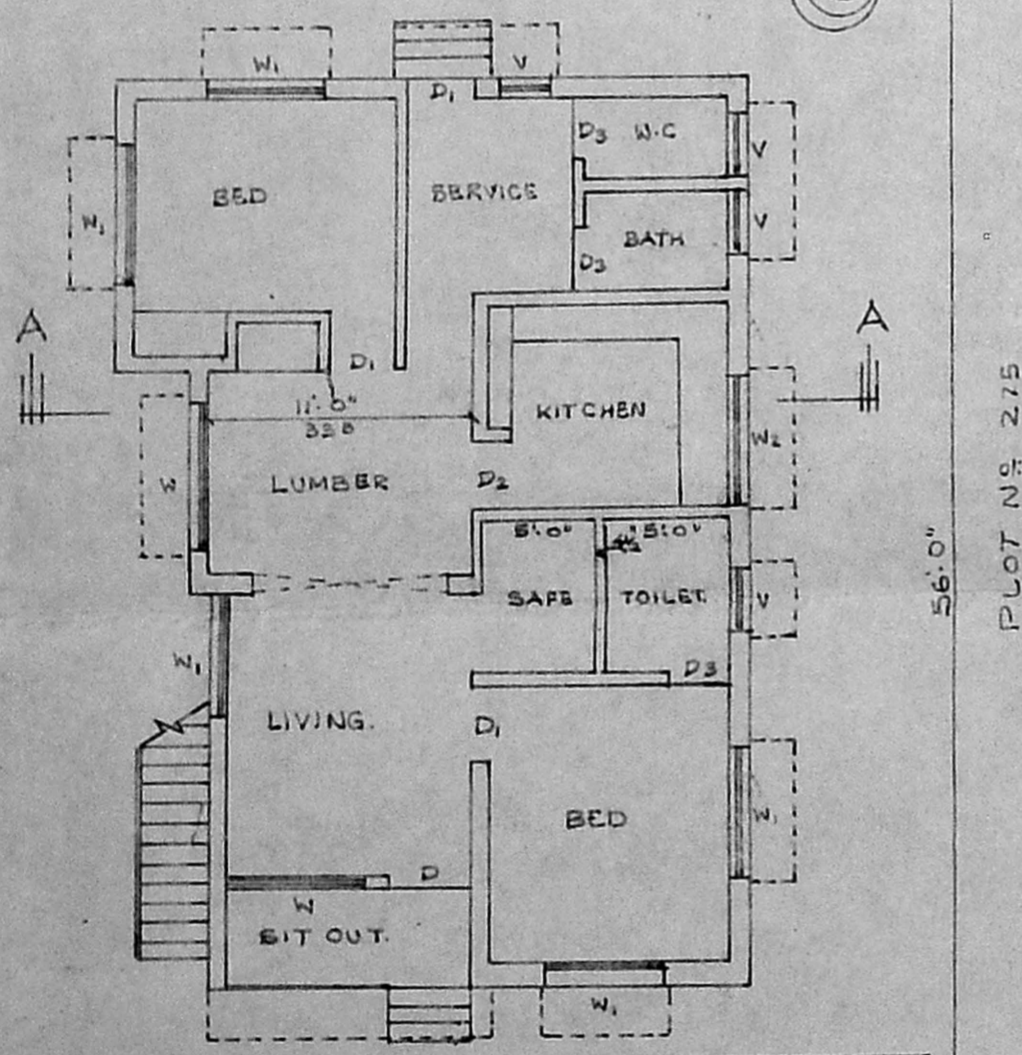 W1
V
D1
D3 W.C
V
BED
SERVICE
W1
V
BATH
D3
A
A
D1
11'.0"
KITCHEN
W2
W
LUMBER
D2
5'.0"
5'.0"
SAFE
TOILET.
V
56'.0"
PLOT Nº 275
W1
D3
LIVING.
D1
BED
W1
D
W
SIT OUT.
W1